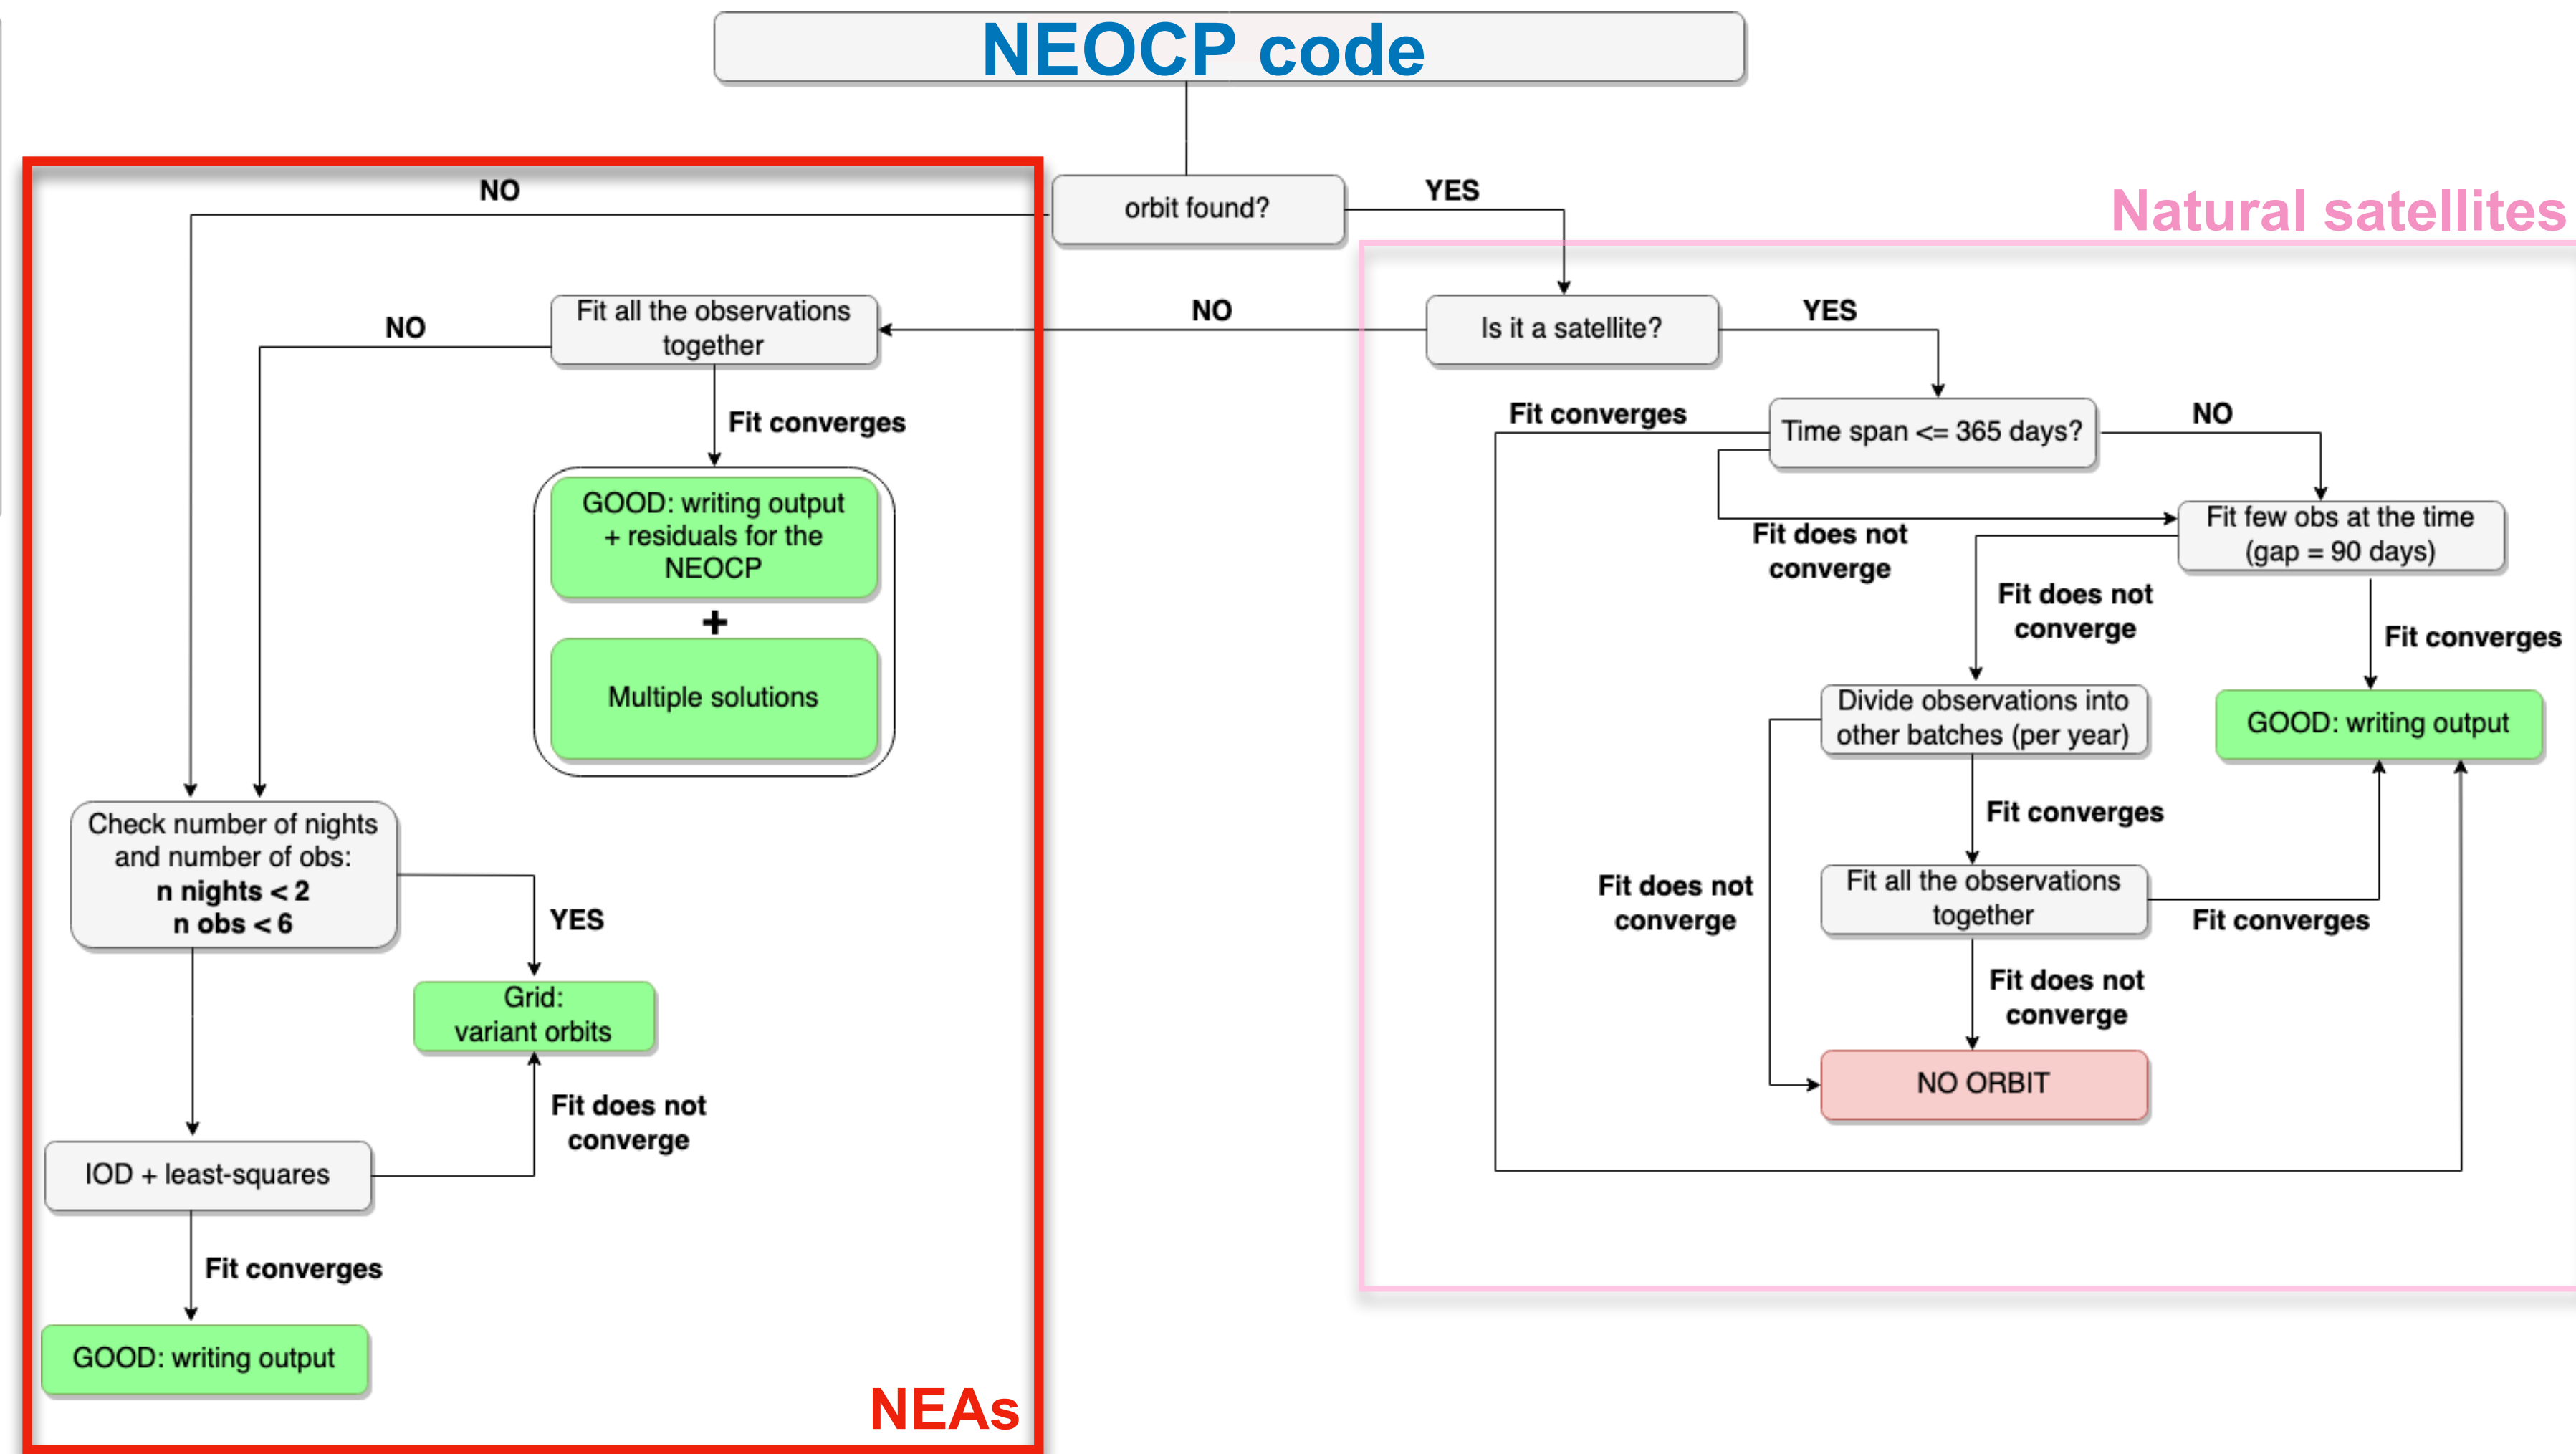 NEOCP code
NO
orbit found?
YES
Natural satellites
NO
Fit all the observations
together
NO
Is it a satellite?
YES
Fit converges
Fit converges
Time span <= 365 days?
NO
GOOD: writing output
+ residuals for the
NEOCP
+
Multiple solutions
Fit does not
converge
Fit few obs at the time
(gap = 90 days)
Fit does not
converge
Fit converges
Divide observations into
other batches (per year)
GOOD: writing output
Check number of nights
and number of obs:
n nights < 2
n obs < 6
YES
Fit converges
Fit does not
converge
Fit all the observations
together
Fit converges
Grid:
variant orbits
Fit does not
converge
Fit does not
converge
NO ORBIT
IOD + least-squares
Fit converges
GOOD: writing output
NEAs